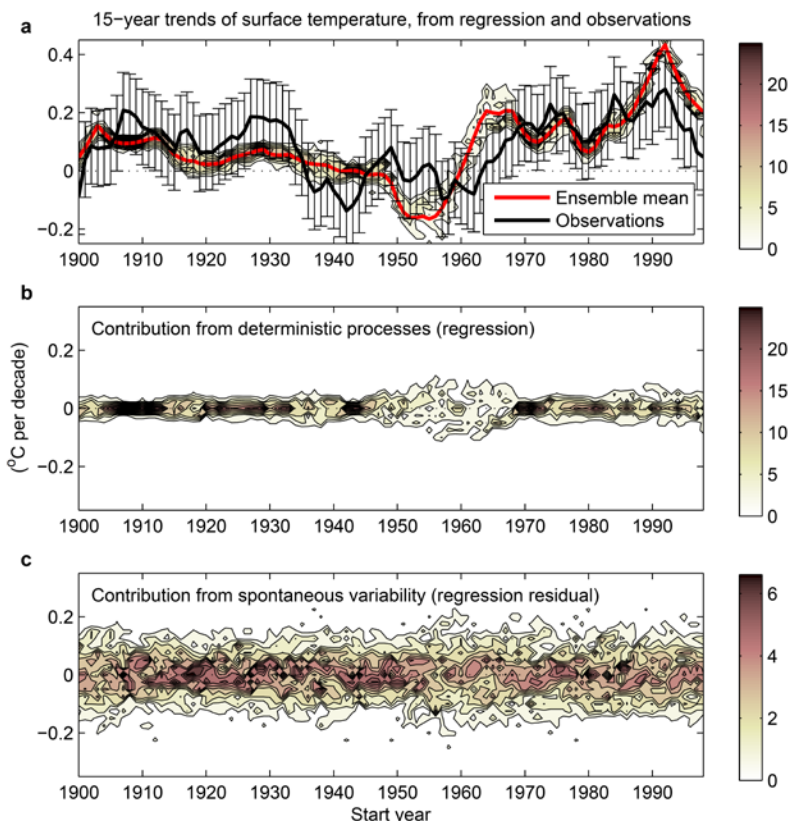 15−year trends of surface temperature, from regression and observations
a
0.4
0.2
0
−0.2
Ensemble mean
Observations
1900 1910 1920 1930 1940 1950 1960 1970 1980 1990
20
15
10
5
0
b
Contribution from deterministic processes (regression)
0.2
0
−0.2
(°C per decade)
1900 1910 1920 1930 1940 1950 1960 1970 1980 1990
20
15
10
5
0
c
Contribution from spontaneous variability (regression residual)
0.2
0
−0.2
1900 1910 1920 1930 1940 1950 1960 1970 1980 1990
Start year
6
4
2
0